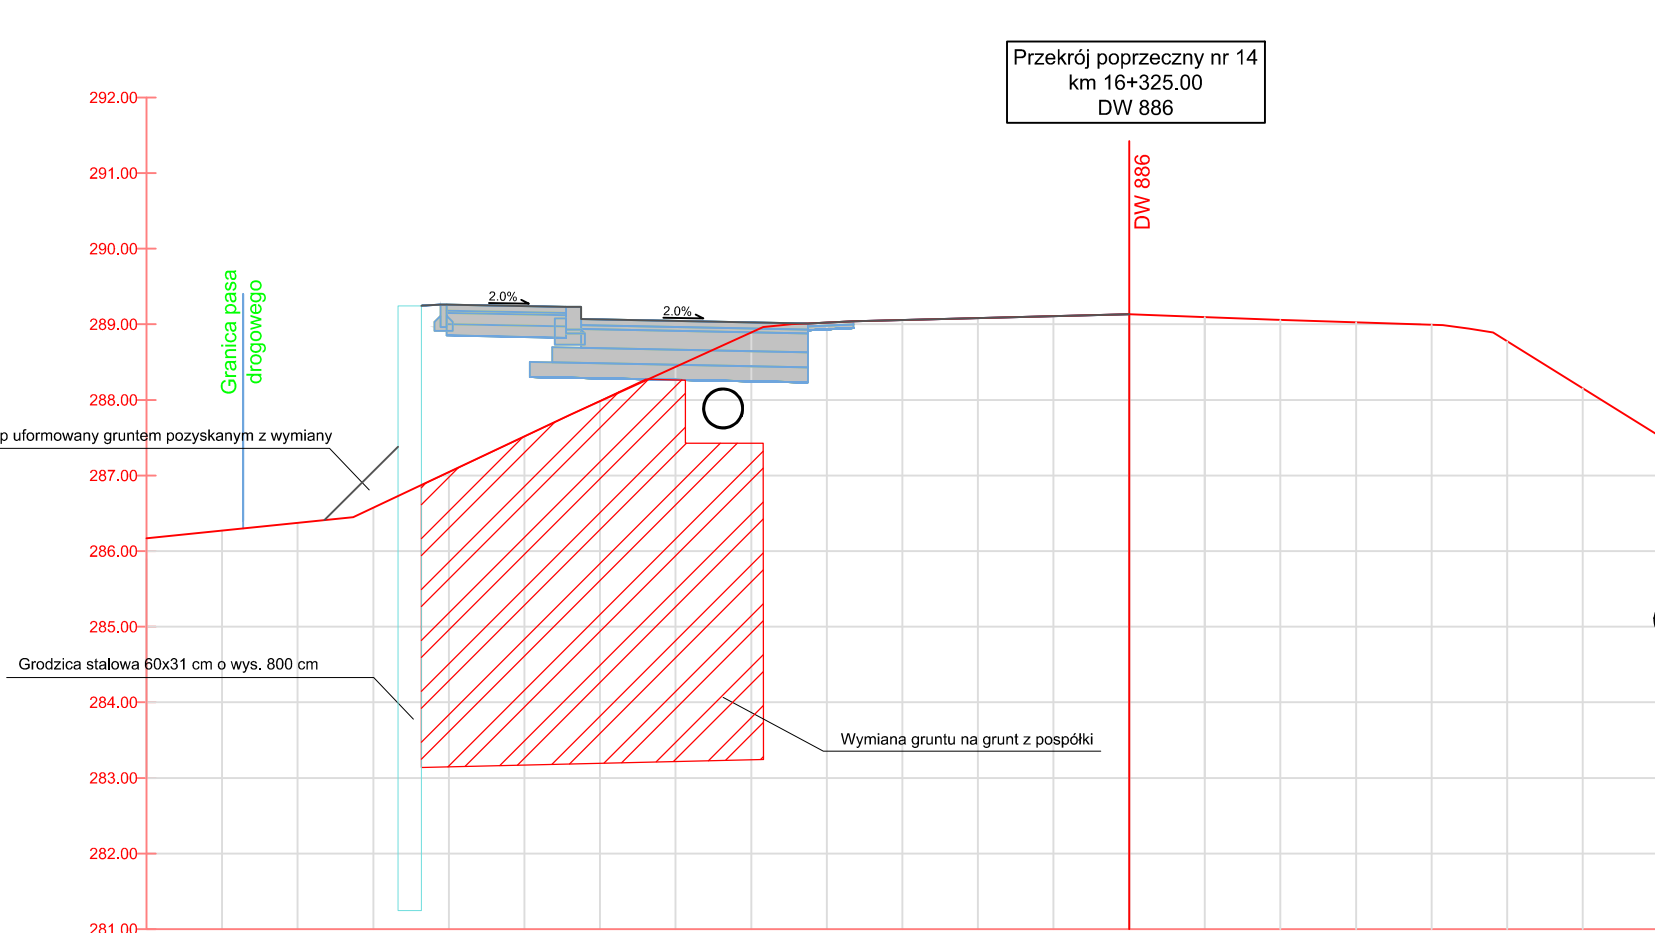 Przekrój poprzeczny nr 14
km 16+325.00
DW 886
292.00
291.00
DW 886
290.00
Granica pasa
drogowego
2.0%
2.0%
289.00
288.00
p uformowany gruntem pozyskanym z wymiany
287.00
286.00
285.00
Grodzica stalowa 60x31 cm o wys. 800 cm
284.00
Wymiana gruntu na grunt z pospółki
283.00
282.00
281.00